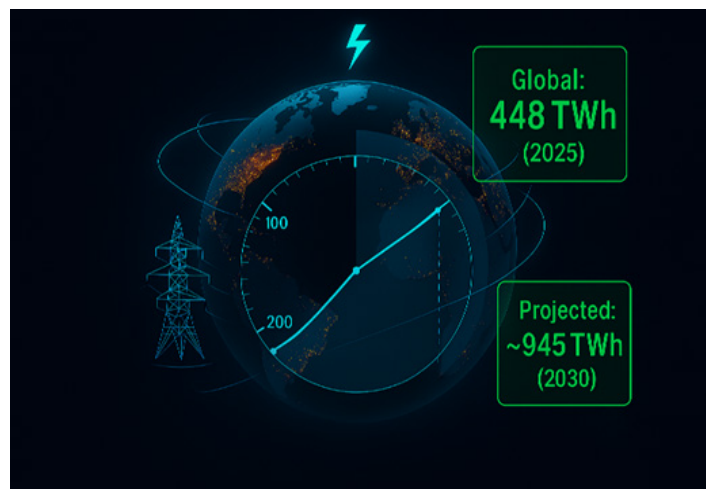 Global:
448 TWh
(2025)
100
200
Projected:
~945 TWh
(2030)